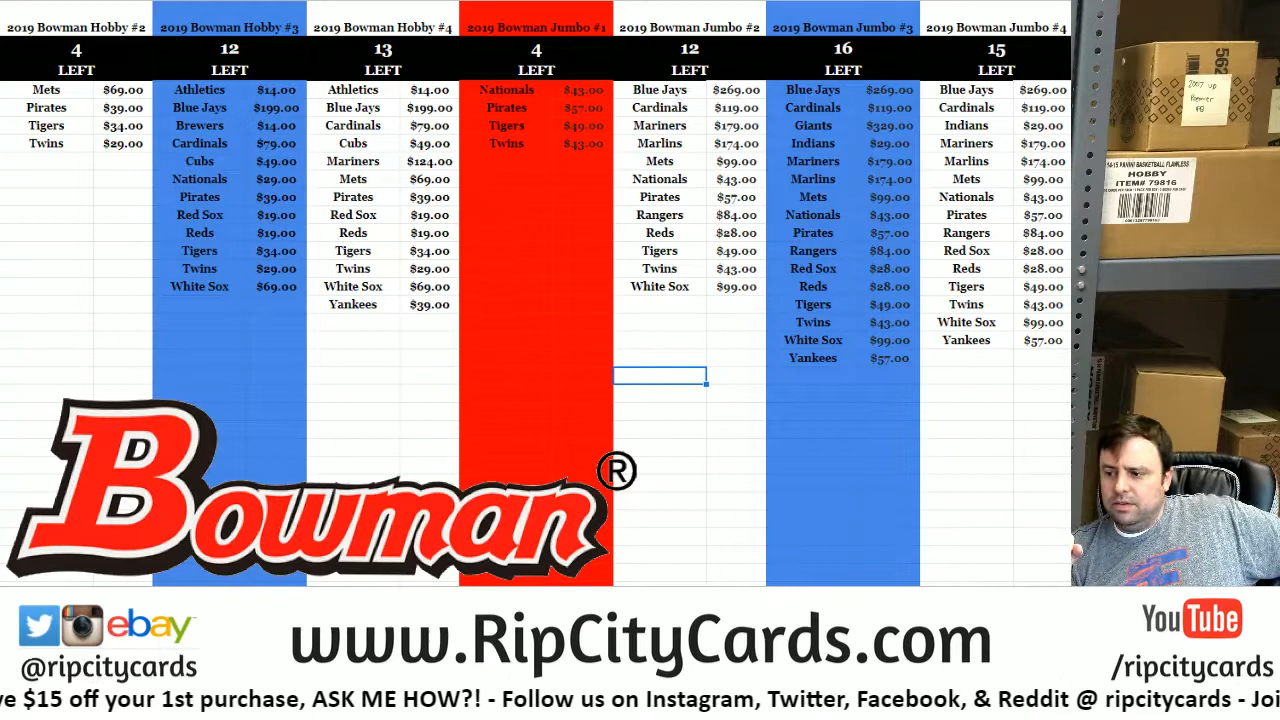 2019 Bowman Hobby #2 2019 Bowman Hobby #3 2019 Bowman Hobby #4 2019 Bowman Jumbo #1 2019 Bowman Jumbo #2 2019 Bowman Jumbo #3 2019 Bowman Jumbo #4
4 12 13 4 12 16 15
LEFT LEFT LEFT LEFT LEFT LEFT LEFT
Mets $69.00 Athletics $14.00 Athletics $14.00 Nationals $43.00 Blue Jays $269.00 Blue Jays $269.00 Blue Jays $269.00
Pirates $39.00 Blue Jays $199.00 Blue Jays $199.00 Pirates $57.00 Cardinals $119.00 Cardinals $119.00 Cardinals $119.00
Tigers $34.00 Brewers $14.00 Cardinals $79.00 Tigers $49.00 Mariners $179.00 Giants $329.00 Indians $29.00
Twins $29.00 Cardinals $79.00 Cubs $49.00 Twins $43.00 Marlins $174.00 Indians $29.00 Mariners $179.00
Cubs $49.00 Mariners $124.00 Mets $99.00 Mariners $179.00 Marlins $174.00
Nationals $29.00 Mets $69.00 Nationals $43.00 Marlins $174.00 Mets $99.00
Pirates $39.00 Pirates $39.00 Pirates $57.00 Mets $99.00 Nationals $43.00
Red Sox $19.00 Red Sox $19.00 Rangers $84.00 Nationals $43.00 Pirates $57.00
Reds $19.00 Reds $19.00 Reds $28.00 Pirates $57.00 Rangers $84.00
Tigers $34.00 Tigers $34.00 Tigers $49.00 Rangers $84.00 Red Sox $28.00
Twins $29.00 Twins $29.00 Twins $43.00 Red Sox $28.00 Reds $28.00
White Sox $69.00 White Sox $69.00 White Sox $99.00 Reds $28.00 Tigers $49.00
Yankees $39.00 Tigers $49.00 Twins $43.00
Twins $43.00 White Sox $99.00
White Sox $99.00 Yankees $57.00
Yankees $57.00
Bowman®
562
2007 UD
Premier
FB
14-15 PANINI BASKETBALL FLAWLESS
HOBBY
ITEM# 79816
ebay
@ripcitycards
www.RipCityCards.com
YouTube
/ripcitycards
ve $15 off your 1st purchase, ASK ME HOW?! - Follow us on Instagram, Twitter, Facebook, & Reddit @ ripcitycards - Joi